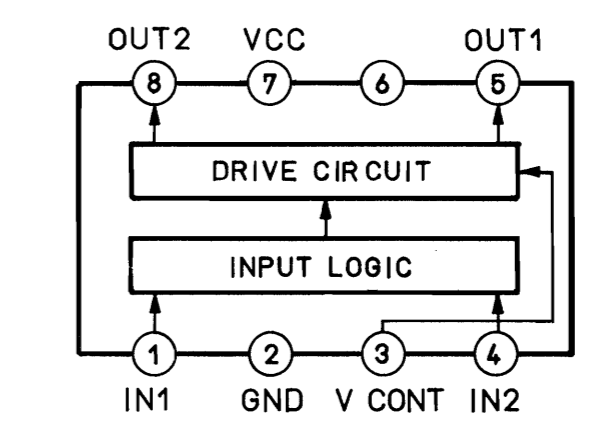 OUT2 VCC OUT1
8 7 6 5
DRIVE CIRCUIT
INPUT LOGIC
1 2 3 4
IN1 GND V CONT IN2